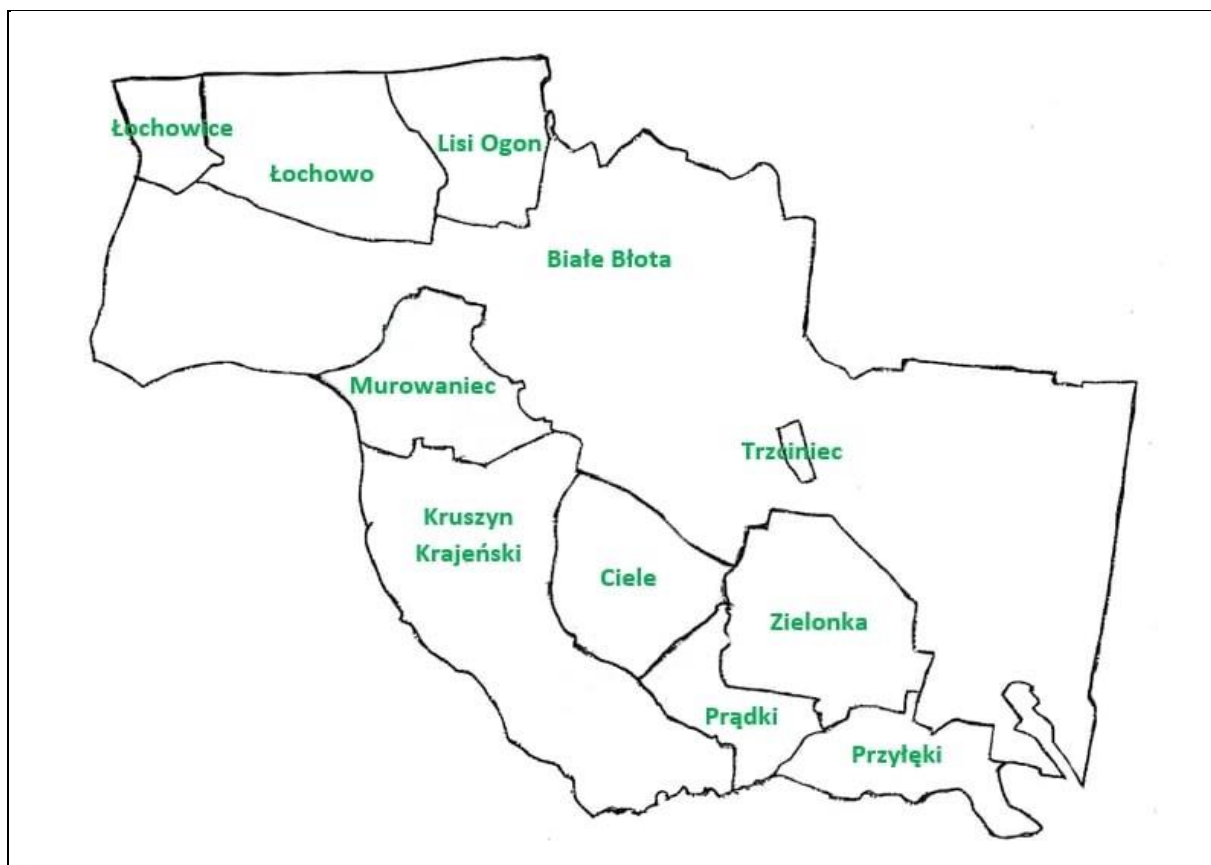 Łochowice
Łochowo
Lisi Ogon
Białe Błota
Murowaniec
Trzciniec
Kruszyn
Krajeński
Ciele
Zielonka
Prądki
Przyłęki